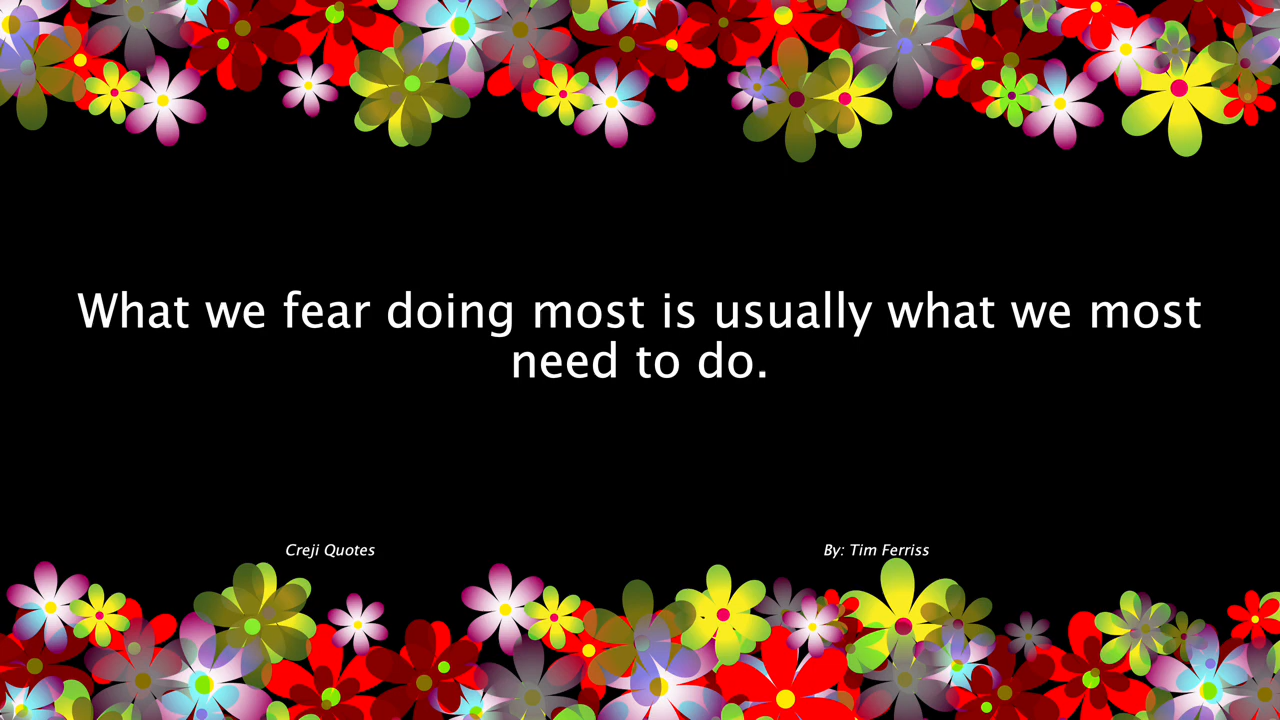 What we fear doing most is usually what we most
need to do.
Creji Quotes
By: Tim Ferriss